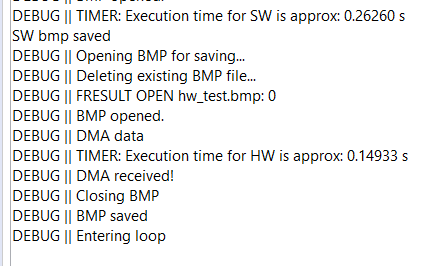 DEBUG || TIMER: Execution time for SW is approx: 0.26260 s
SW bmp saved
DEBUG || Opening BMP for saving...
DEBUG || Deleting existing BMP file...
DEBUG || FRESULT OPEN hw_test.bmp: 0
DEBUG || BMP opened.
DEBUG || DMA data
DEBUG || TIMER: Execution time for HW is approx: 0.14933 s
DEBUG || DMA received!
DEBUG || Closing BMP
DEBUG || BMP saved
DEBUG || Entering loop